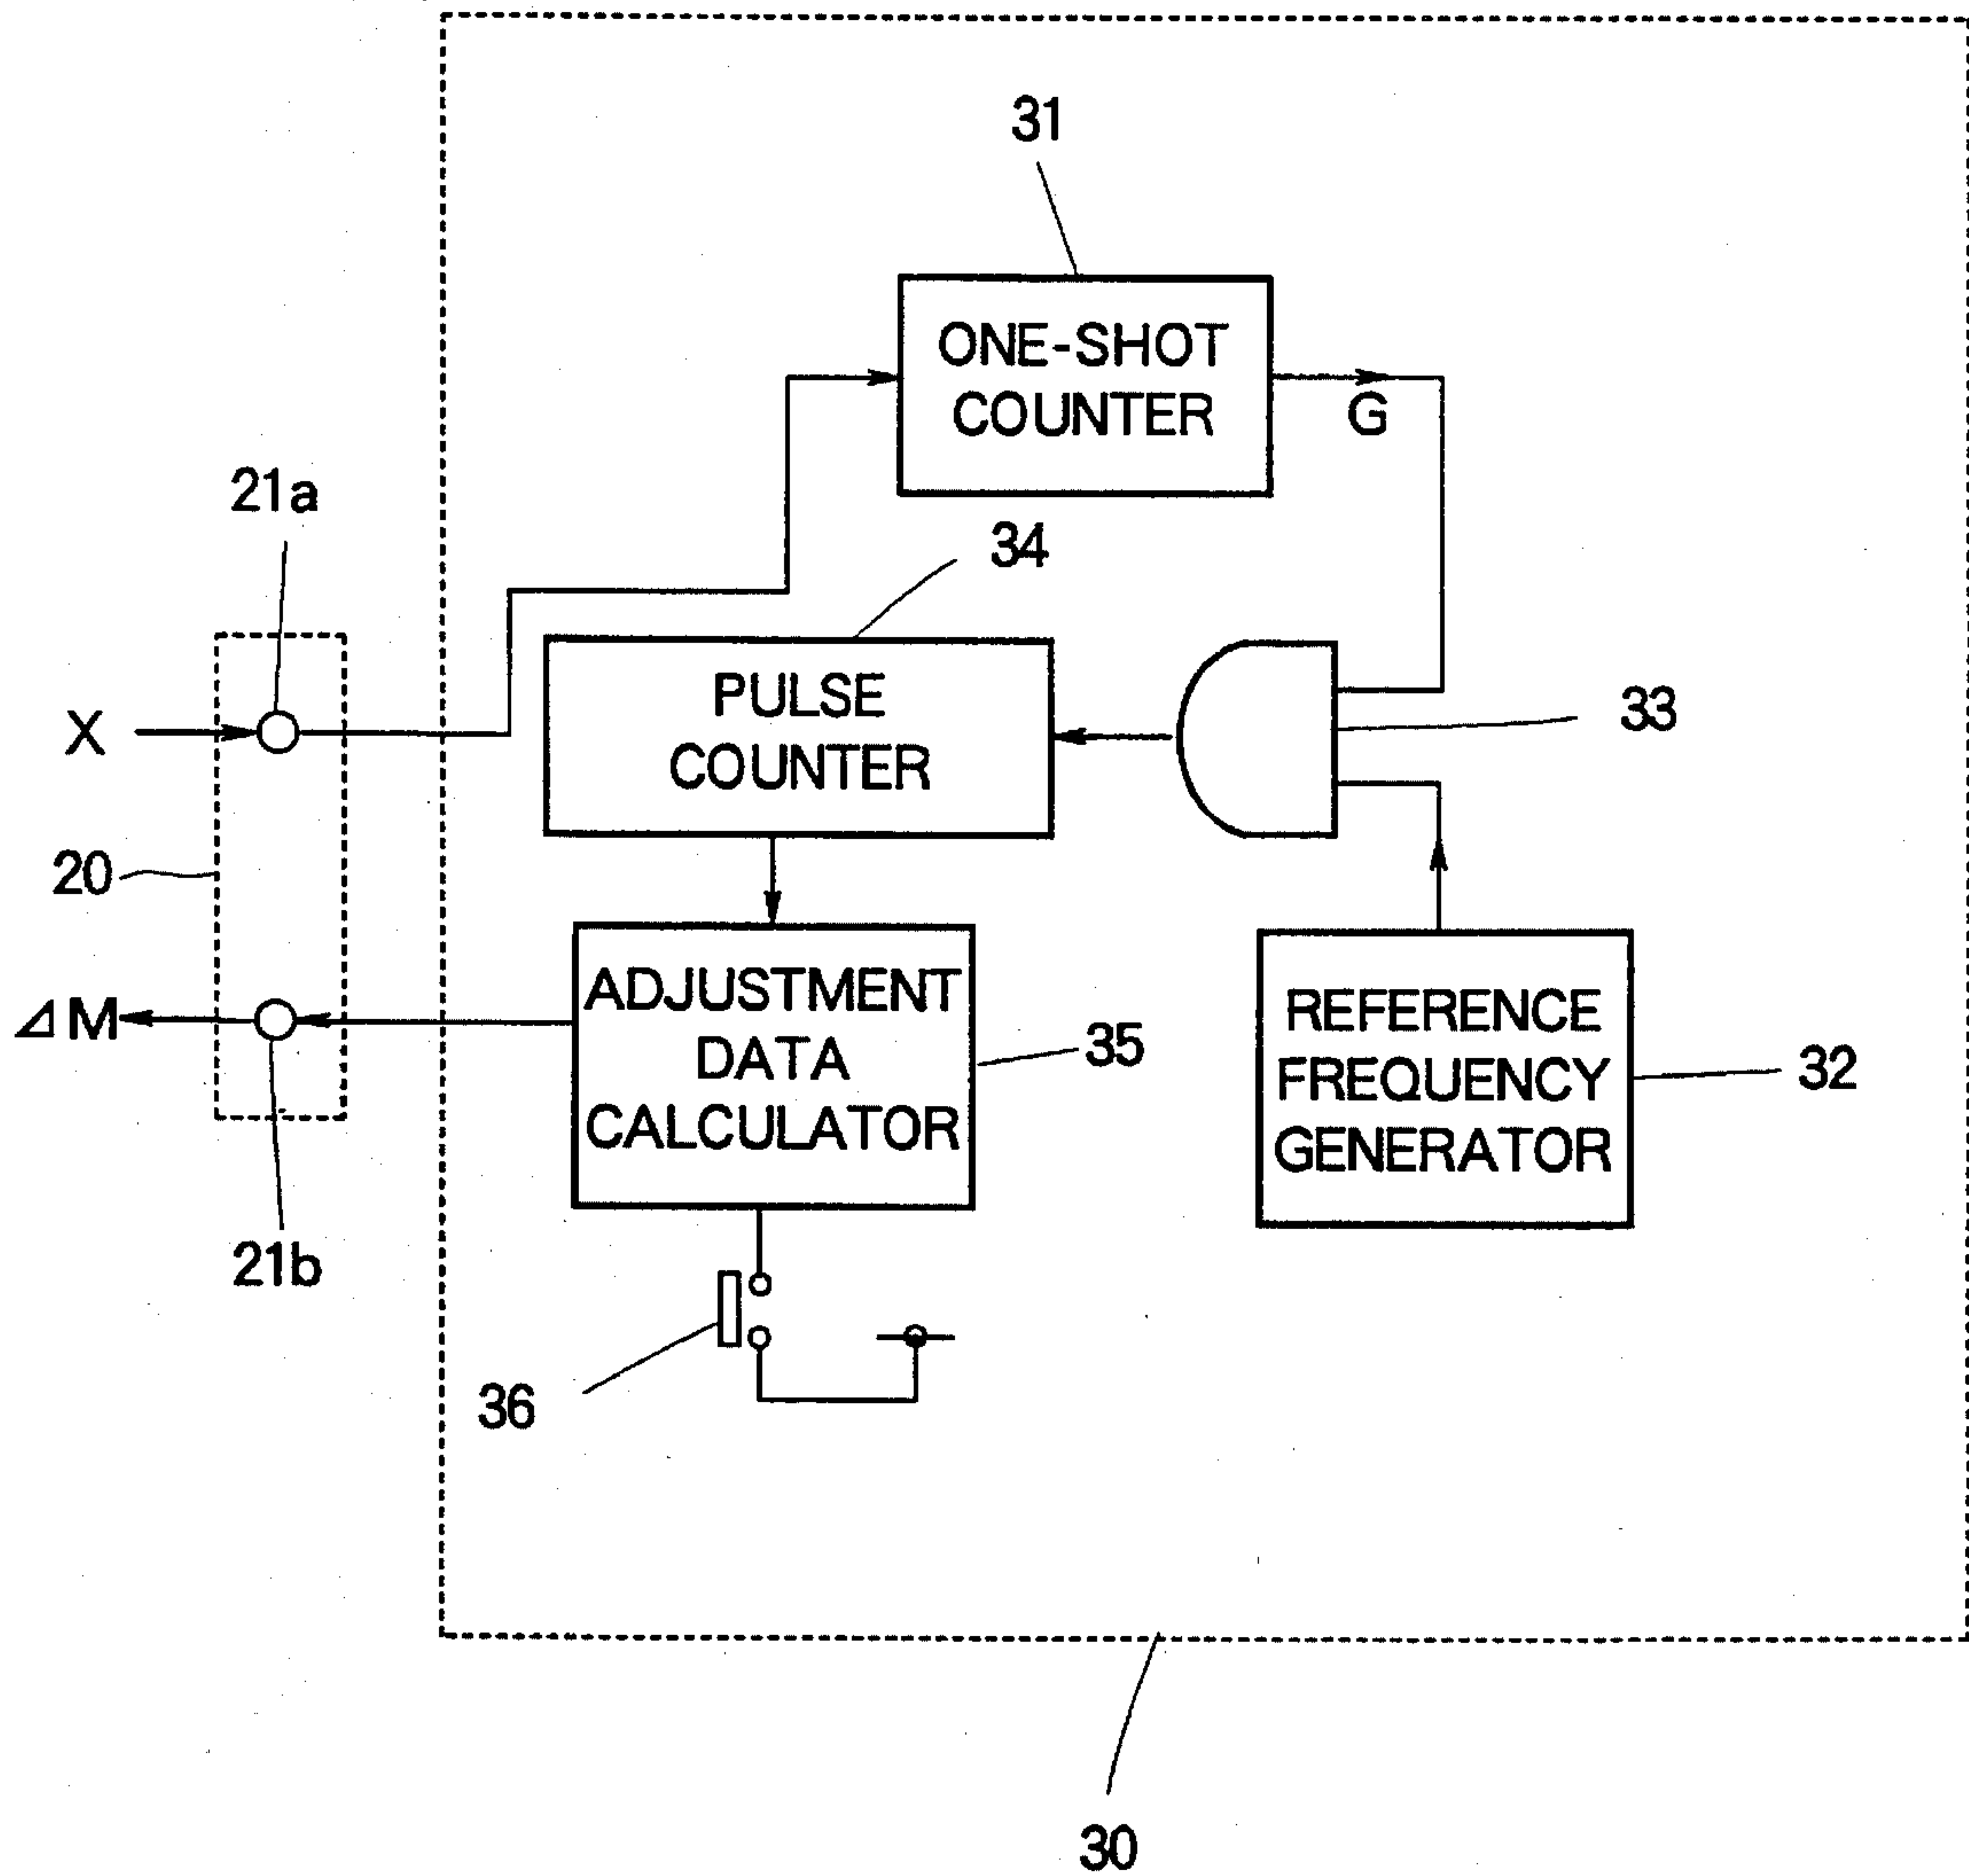 31
ONE-SHOT
COUNTER
G
21a
34
X
PULSE
COUNTER
33
20
⊿M
ADJUSTMENT
DATA
CALCULATOR
35
REFERENCE
FREQUENCY
GENERATOR
32
21b
36
30